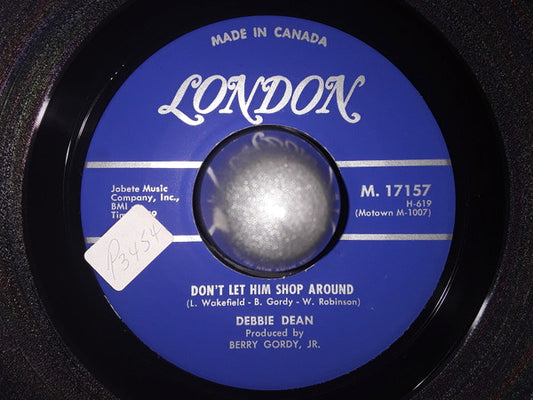 MADE IN CANADA
LONDON
Jobete Music
Company, Inc.,
BMI
M. 17157
H-619
(Motown M-1007)
P3454
DON'T LET HIM SHOP AROUND
(L. Wakefield - B. Gordy - W. Robinson)
DEBBIE DEAN
Produced by
BERRY GORDY, JR.